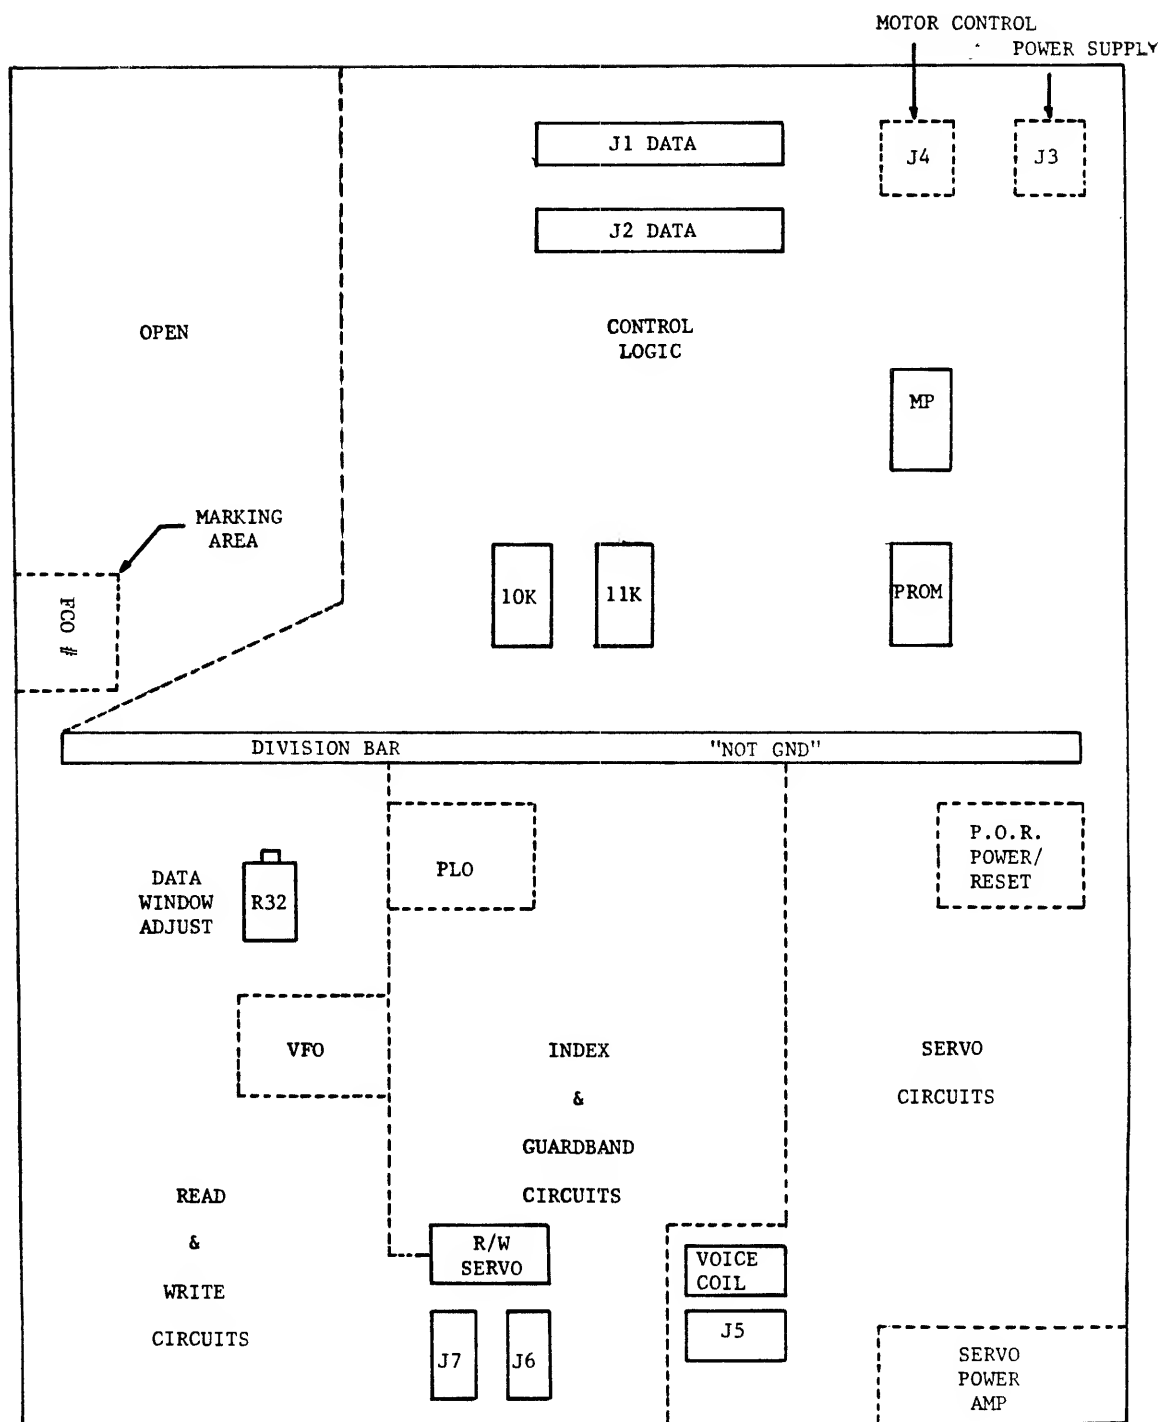 MOTOR CONTROL
POWER SUPPLY
J1 DATA
J4
J3
J2 DATA
OPEN
CONTROL
LOGIC
MP
MARKING
AREA
FCO #
10K
11K
PROM
DIVISION BAR
"NOT GND"
DATA
WINDOW
ADJUST
R32
PLO
P.O.R.
POWER/
RESET
VFO
INDEX
&
GUARDBAND
CIRCUITS
SERVO
CIRCUITS
READ
&
WRITE
CIRCUITS
R/W
SERVO
VOICE
COIL
J7
J6
J5
SERVO
POWER
AMP